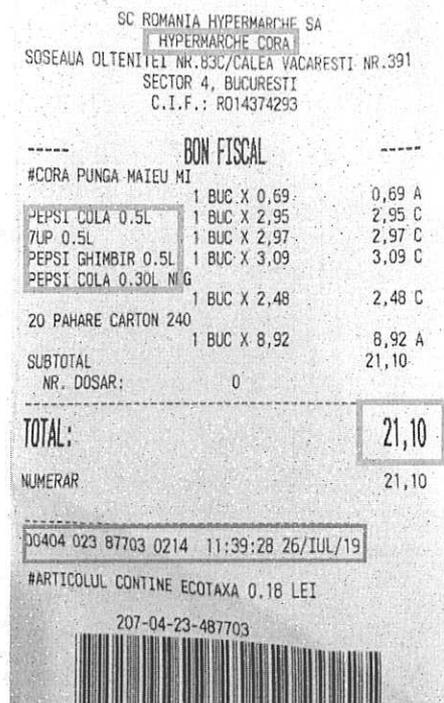 SC ROMANIA HYPERMARCHE SA
HYPERMARCHE CORA
SOSEAUA OLTENITEI NR.83C/CALEA VACARESTI NR.391
SECTOR 4, BUCURESTI
C.I.F.: RO14374293
----- BON FISCAL -----
#CORA PUNGA MAIEU MI
1 BUC X 0,69 0,69 A
PEPSI COLA 0.5L 1 BUC X 2,95 2,95 C
7UP 0.5L 1 BUC X 2,97 2,97 C
PEPSI GHIMBIR 0.5L 1 BUC X 3,09 3,09 C
PEPSI COLA 0.30L NEG
1 BUC X 2,48 2,48 C
20 PAHARE CARTON 240
1 BUC X 8,92 8,92 A
SUBTOTAL 21,10
NR. DOSAR: 0
TOTAL: 21,10
NUMERAR 21,10
00404 023 87703 0214 11:39:28 26/IUL/19
#ARTICOLUL CONTINE ECOTAXA 0.18 LEI
207-04-23-487703